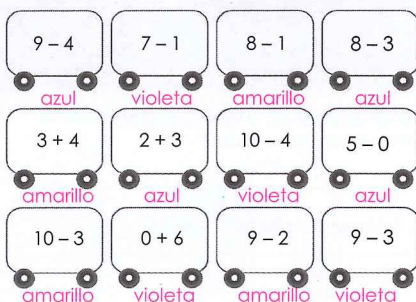 9 – 4 7 – 1 8 – 1 8 – 3
azul violeta amarillo azul
3 + 4 2 + 3 10 – 4 5 – 0
amarillo azul violeta azul
10 – 3 0 + 6 9 – 2 9 – 3
amarillo violeta amarillo violeta